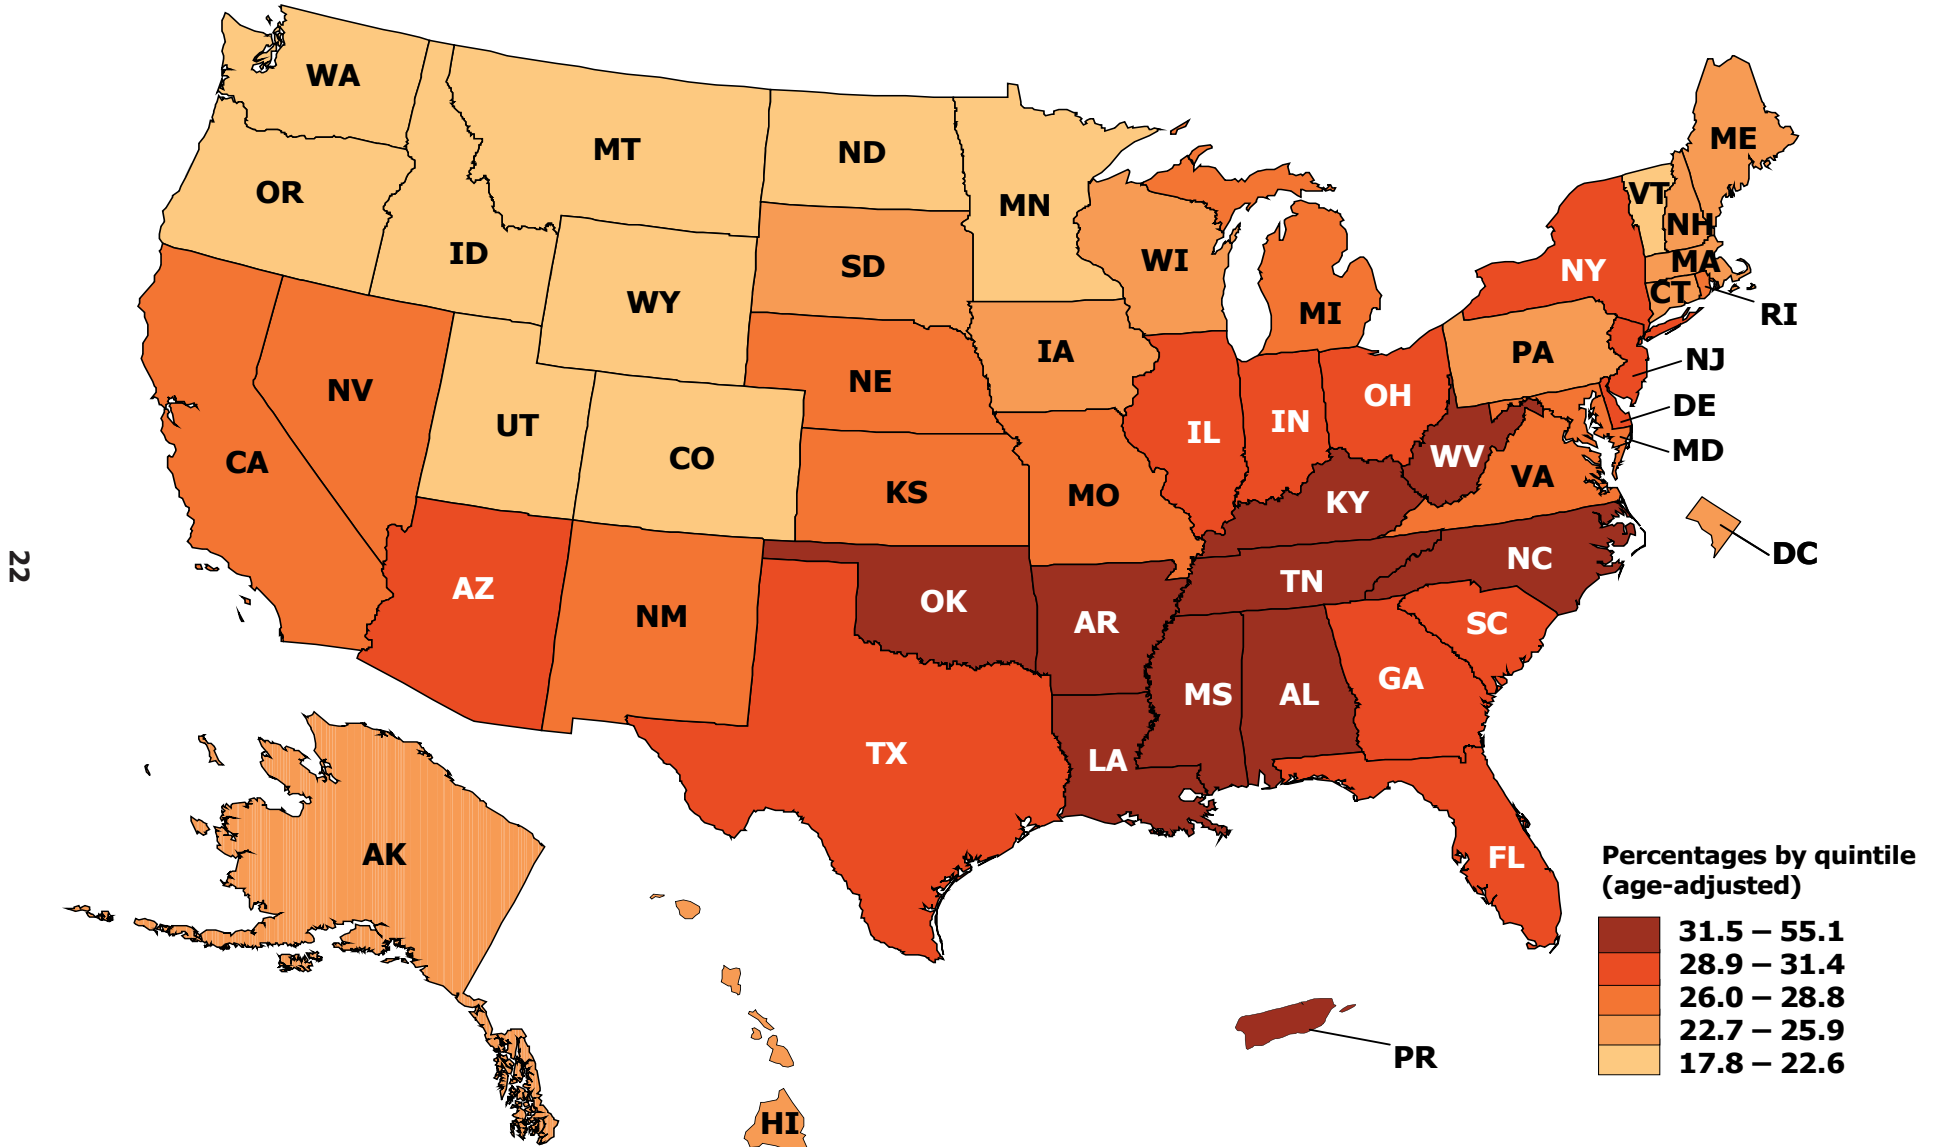 WA
ME
MT
ND
VT
OR
MN
NH
ID
SD
WI
NY
MA
CT
WY
MI
RI
IA
PA
NJ
NE
NV
OH
DE
UT
IL
IN
MD
CA
CO
WV
VA
KS
MO
KY
DC
22
AZ
NC
NM
OK
AR
TN
SC
TX
MS
AL
GA
LA
AK
FL
HI
PR
Percentages by quintile
(age-adjusted)
31.5 – 55.1
28.9 – 31.4
26.0 – 28.8
22.7 – 25.9
17.8 – 22.6